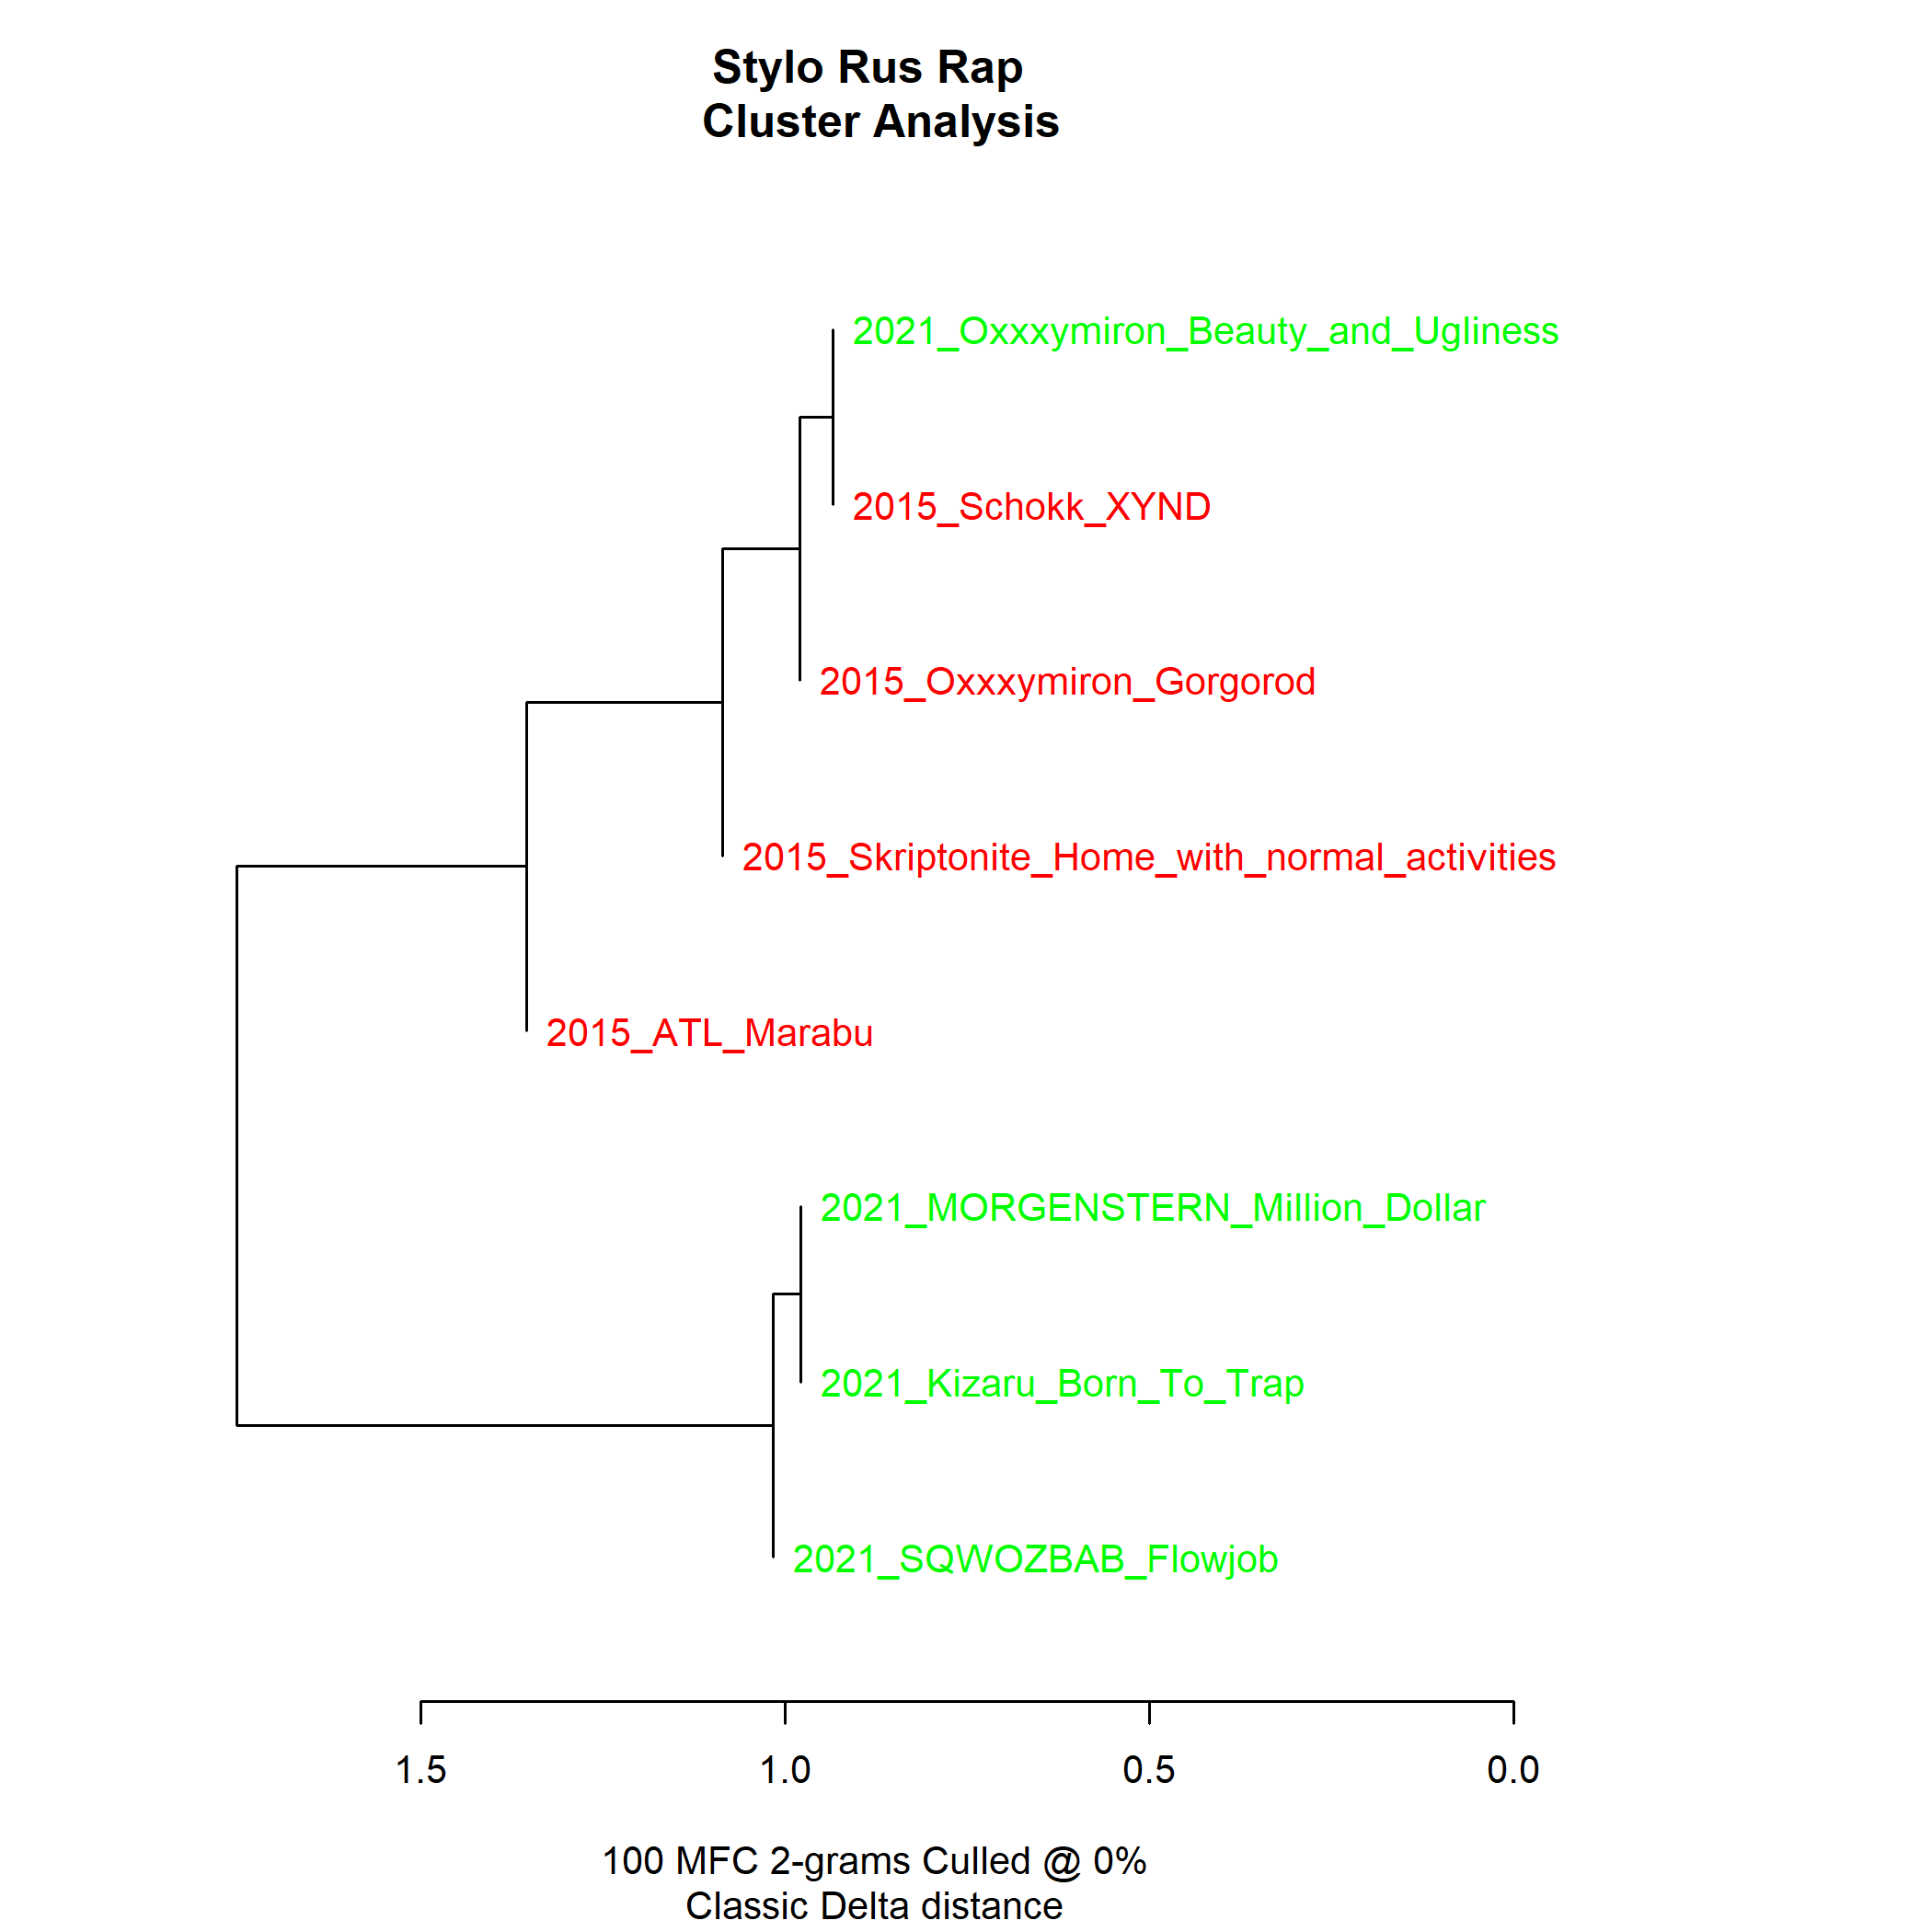 Stylo Rus Rap
Cluster Analysis
2021_Oxxxymiron_Beauty_and_Ugliness
2015_Schokk_XYND
2015_Oxxxymiron_Gorgorod
2015_Skriptonite_Home_with_normal_activities
2015_ATL_Marabu
2021_MORGENSTERN_Million_Dollar
2021_Kizaru_Born_To_Trap
2021_SQWOZBAB_Flowjob
1.5 1.0 0.5 0.0
100 MFC 2-grams Culled @ 0%
Classic Delta distance